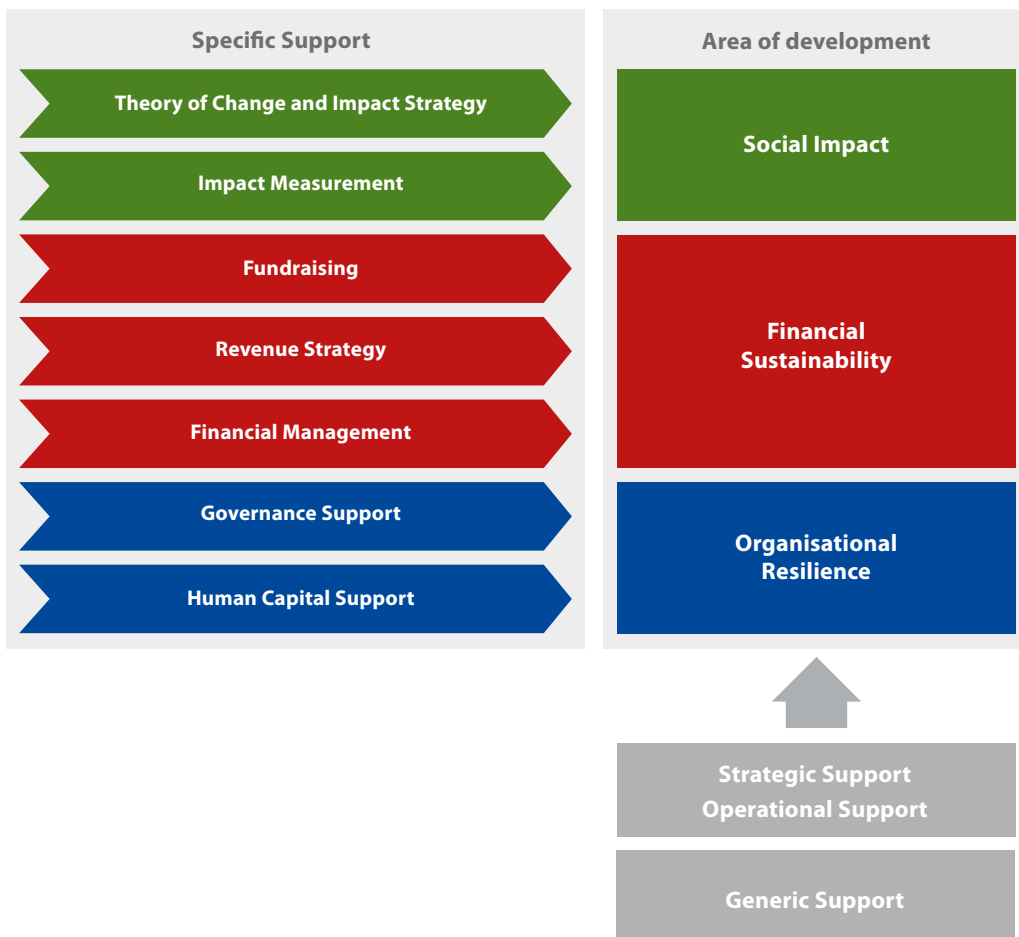 Specific Support
Theory of Change and Impact Strategy
Impact Measurement
Fundraising
Revenue Strategy
Financial Management
Governance Support
Human Capital Support
Area of development
Social Impact
Financial
Sustainability
Organisational
Resilience
Strategic Support
Operational Support
Generic Support